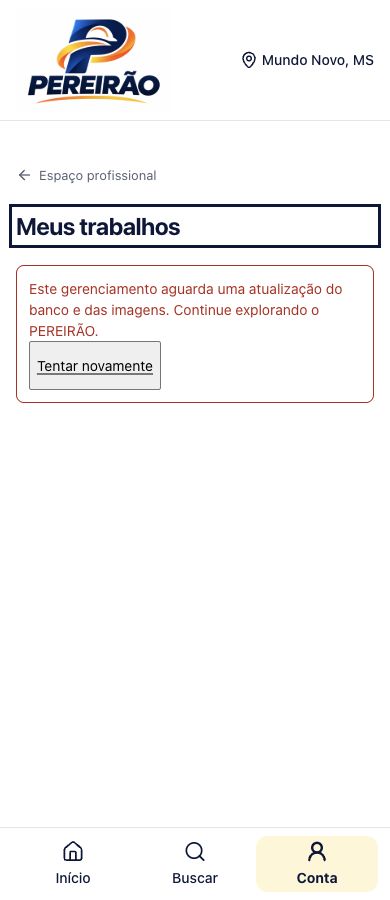 PEREIRÃO
Mundo Novo, MS
Espaço profissional
Meus trabalhos
Este gerenciamento aguarda uma atualização do
banco e das imagens. Continue explorando o
PEREIRÃO.
Tentar novamente
Início
Buscar
Conta